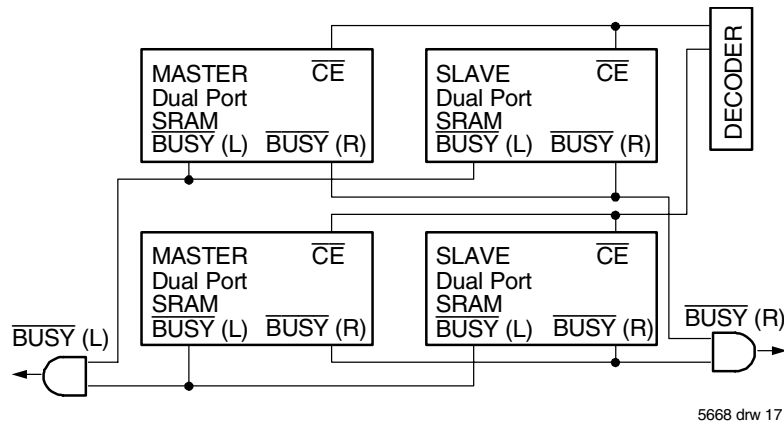 MASTER
Dual Port
SRAM
BUSY (L)
CE
BUSY (R)
SLAVE
Dual Port
SRAM
BUSY (L)
CE
BUSY (R)
DECODER
MASTER
Dual Port
SRAM
BUSY (L)
CE
BUSY (R)
SLAVE
Dual Port
SRAM
BUSY (L)
CE
BUSY (R)
BUSY (L)
BUSY (R)
5668 drw 17